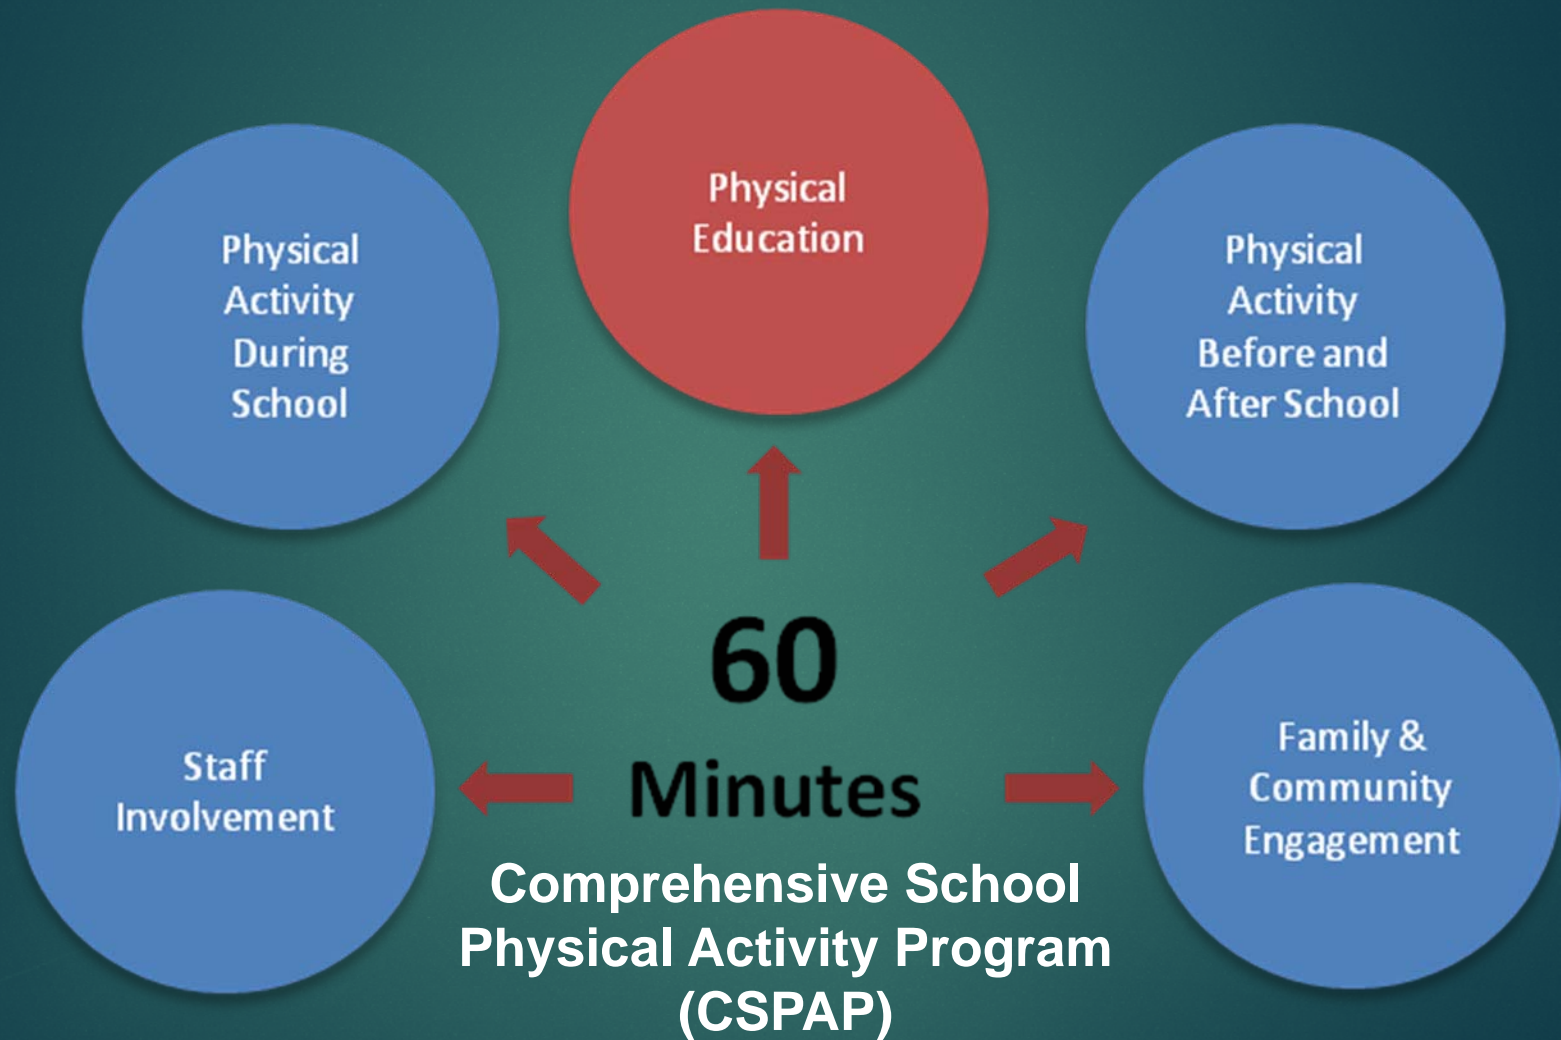 Physical
Education
Physical
Activity
During
School
Physical
Activity
Before and
After School
60
Minutes
Staff
Involvement
Family &
Community
Engagement
Comprehensive School
Physical Activity Program
(CSPAP)